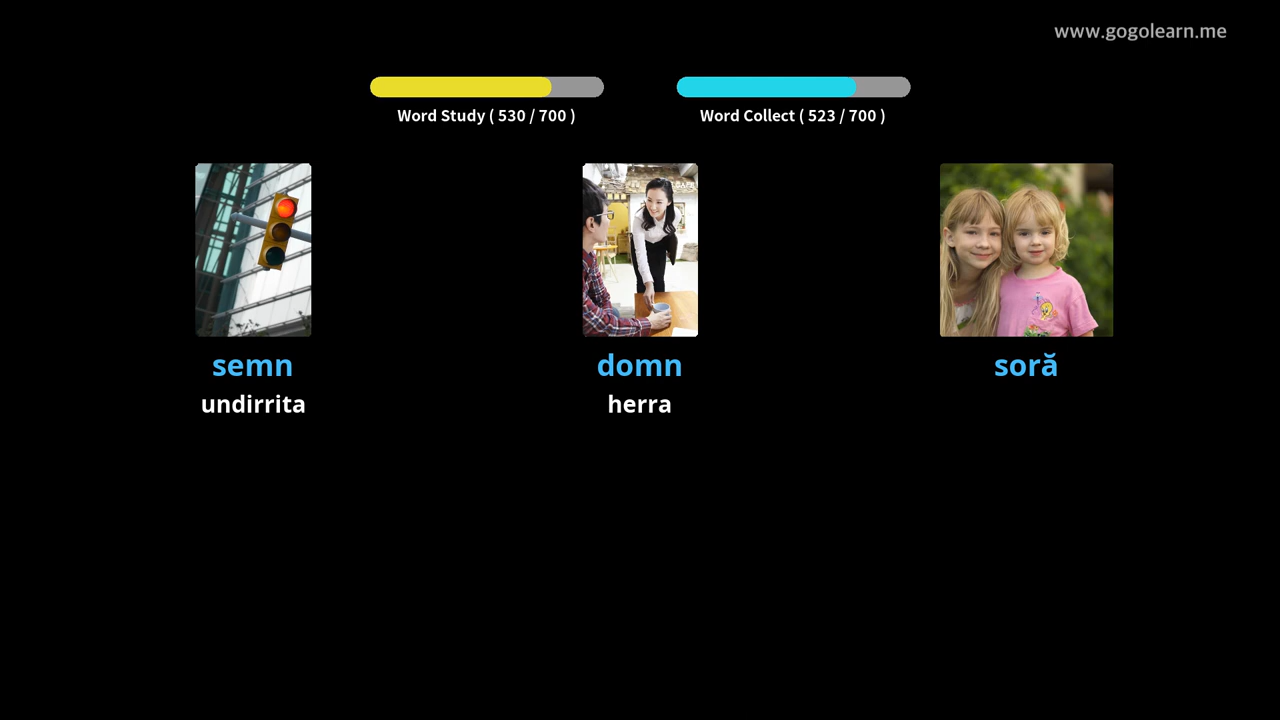 www.gogolearn.me
Word Study ( 530 / 700 )
Word Collect ( 523 / 700 )
semn
domn
soră
undirrita
herra